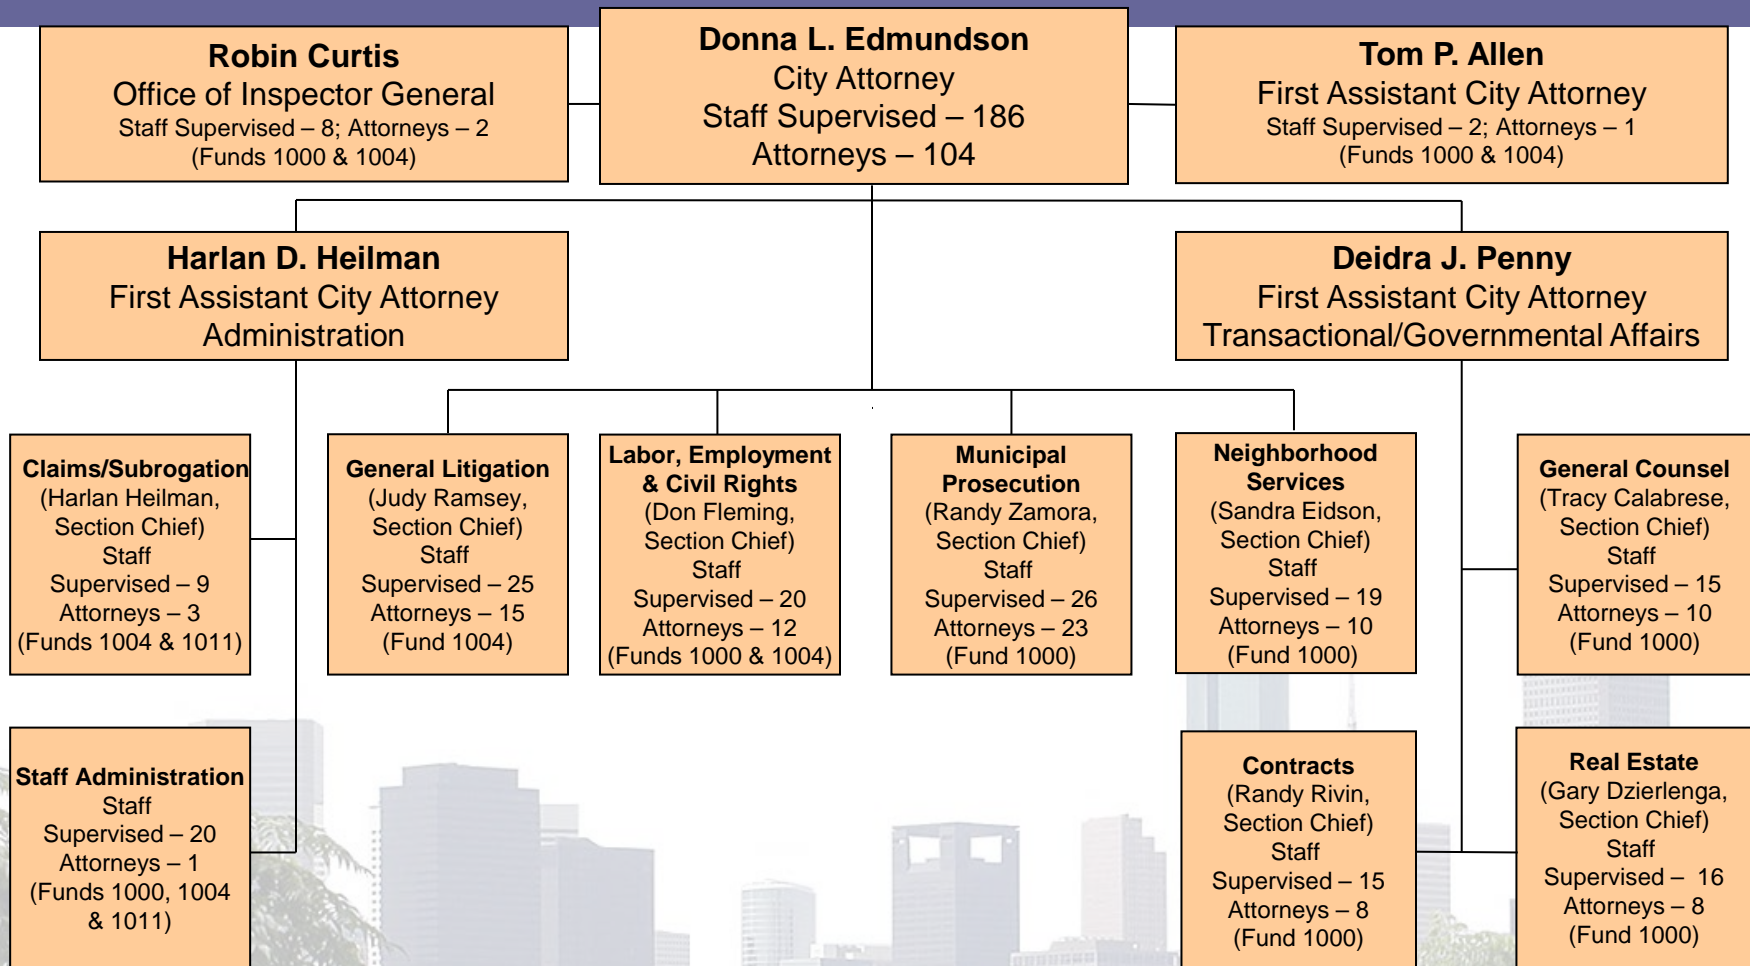 Robin Curtis
Office of Inspector General
Staff Supervised – 8; Attorneys – 2
(Funds 1000 & 1004)
Donna L. Edmundson
City Attorney
Staff Supervised – 186
Attorneys – 104
Tom P. Allen
First Assistant City Attorney
Staff Supervised – 2; Attorneys – 1
(Funds 1000 & 1004)
Harlan D. Heilman
First Assistant City Attorney
Administration
Deidra J. Penny
First Assistant City Attorney
Transactional/Governmental Affairs
Claims/Subrogation
(Harlan Heilman,
Section Chief)
Staff
Supervised – 9
Attorneys – 3
(Funds 1004 & 1011)
General Litigation
(Judy Ramsey,
Section Chief)
Staff
Supervised – 25
Attorneys – 15
(Fund 1004)
Labor, Employment
& Civil Rights
(Don Fleming,
Section Chief)
Staff
Supervised – 20
Attorneys – 12
(Funds 1000 & 1004)
Municipal
Prosecution
(Randy Zamora,
Section Chief)
Staff
Supervised – 26
Attorneys – 23
(Fund 1000)
Neighborhood
Services
(Sandra Eidson,
Section Chief)
Staff
Supervised – 19
Attorneys – 10
(Fund 1000)
General Counsel
(Tracy Calabrese,
Section Chief)
Staff
Supervised – 15
Attorneys – 10
(Fund 1000)
Staff Administration
Staff
Supervised – 20
Attorneys – 1
(Funds 1000, 1004
& 1011)
Contracts
(Randy Rivin,
Section Chief)
Staff
Supervised – 15
Attorneys – 8
(Fund 1000)
Real Estate
(Gary Dzierlenga,
Section Chief)
Staff
Supervised – 16
Attorneys – 8
(Fund 1000)